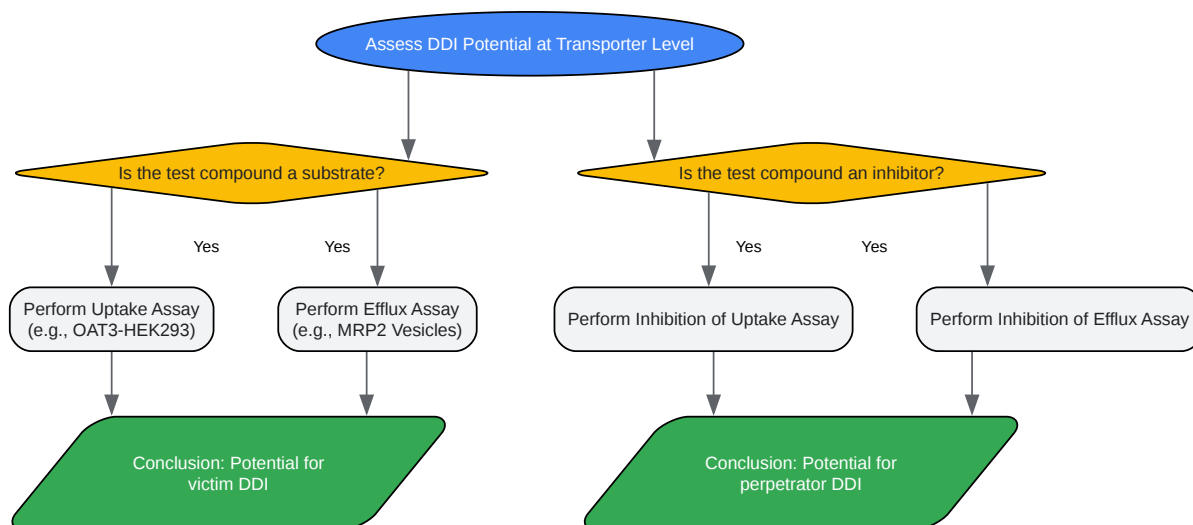 Assess DDI Potential at Transporter Level
Is the test compound a substrate?
Is the test compound an inhibitor?
Yes
Yes
Yes
Yes
Perform Uptake Assay
(e.g., OAT3-HEK293)
Perform Efflux Assay
(e.g., MRP2 Vesicles)
Perform Inhibition of Uptake Assay
Perform Inhibition of Efflux Assay
Conclusion: Potential for
victim DDI
Conclusion: Potential for
perpetrator DDI